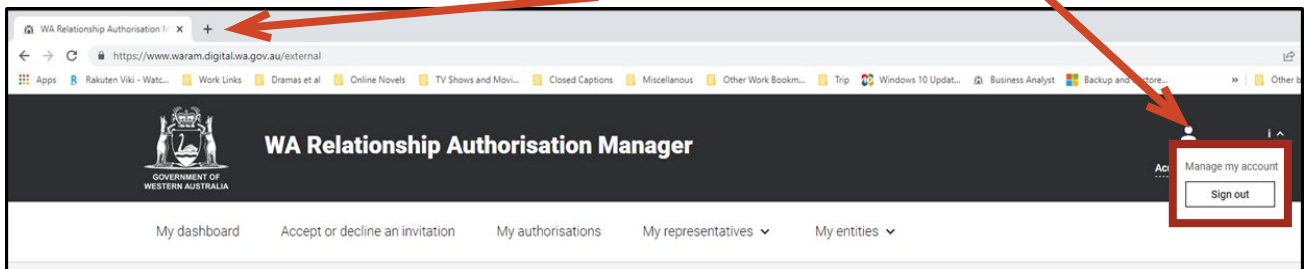 WA Relationship Authorisation M
https://www.waram.digital.wa.gov.au/external
Apps Rakuten Viki - Watc... Work Links Dramas et al Online Novels TV Shows and Movi... Closed Captions Miscellanous Other Work Bookm... Trip Windows 10 Updat... Business Analyst Backup and Restore... » Other b
GOVERNMENT OF
WESTERN AUSTRALIA
WA Relationship Authorisation Manager
i
Manage my account
Sign out
My dashboard Accept or decline an invitation My authorisations My representatives My entities